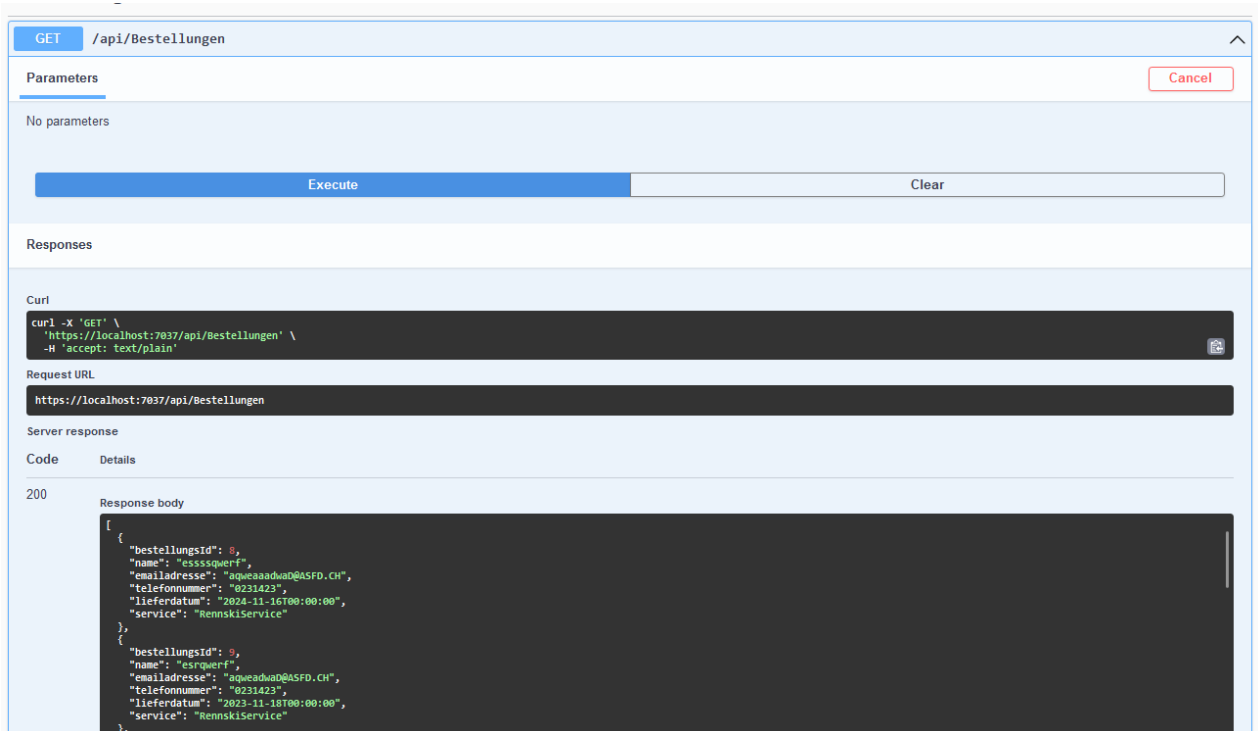 GET /api/Bestellungen
Parameters Cancel
No parameters
Execute Clear
Responses
Curl
curl -X 'GET' \
'https://localhost:7037/api/Bestellungen' \
-H 'accept: text/plain'
Request URL
https://localhost:7037/api/Bestellungen
Server response
Code Details
200
Response body
[
{
"bestellungsId": 8,
"name": "essssqwerf",
"emailadresse": "aqweaaadwaD@ASFD.CH",
"telefonnummer": "0231423",
"lieferdatum": "2024-11-16T00:00:00",
"service": "RennskiService"
},
{
"bestellungsId": 9,
"name": "esrqwerf",
"emailadresse": "aqweadwaD@ASFD.CH",
"telefonnummer": "0231423",
"lieferdatum": "2023-11-18T00:00:00",
"service": "RennskiService"
},